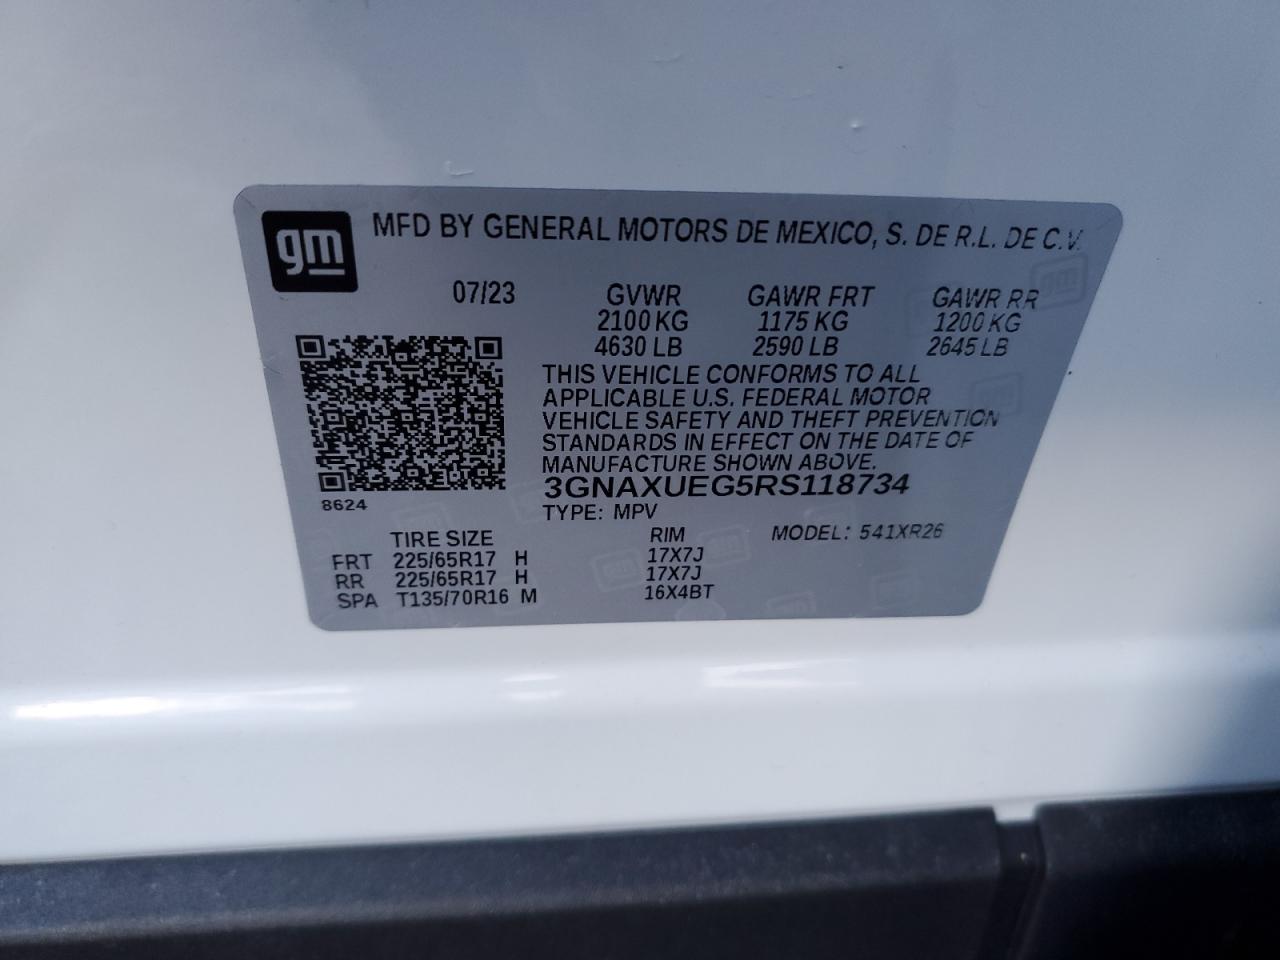 gm
MFD BY GENERAL MOTORS DE MEXICO, S. DE R.L. DE C.V.
07/23 GVWR GAWR FRT GAWR RR
2100 KG 1175 KG 1200 KG
4630 LB 2590 LB 2645 LB
THIS VEHICLE CONFORMS TO ALL
APPLICABLE U.S. FEDERAL MOTOR
VEHICLE SAFETY AND THEFT PREVENTION
STANDARDS IN EFFECT ON THE DATE OF
MANUFACTURE SHOWN ABOVE.
3GNAXUEG5RS118734
8624
TYPE: MPV
TIRE SIZE RIM MODEL: 541XR26
FRT 225/65R17 H 17X7J
RR 225/65R17 H 17X7J
SPA T135/70R16 M 16X4BT